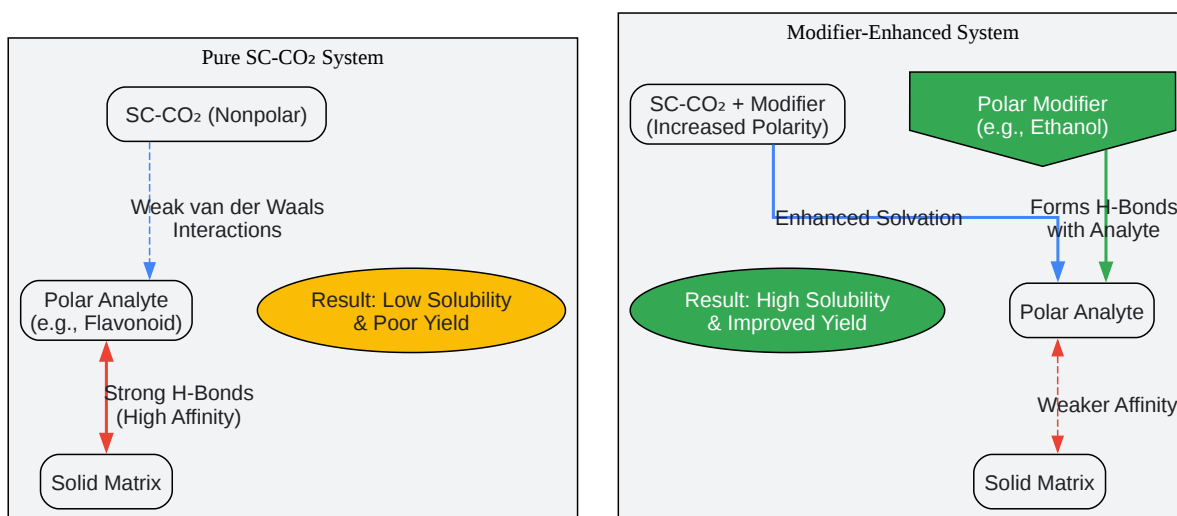 Pure SC-CO₂ System
SC-CO₂ (Nonpolar)
Weak van der Waals
Interactions
Polar Analyte
(e.g., Flavonoid)
Result: Low Solubility
& Poor Yield
Strong H-Bonds
(High Affinity)
Solid Matrix
Modifier-Enhanced System
SC-CO₂ + Modifier
(Increased Polarity)
Polar Modifier
(e.g., Ethanol)
Enhanced Solvation
Forms H-Bonds
with Analyte
Result: High Solubility
& Improved Yield
Polar Analyte
Weaker Affinity
Solid Matrix